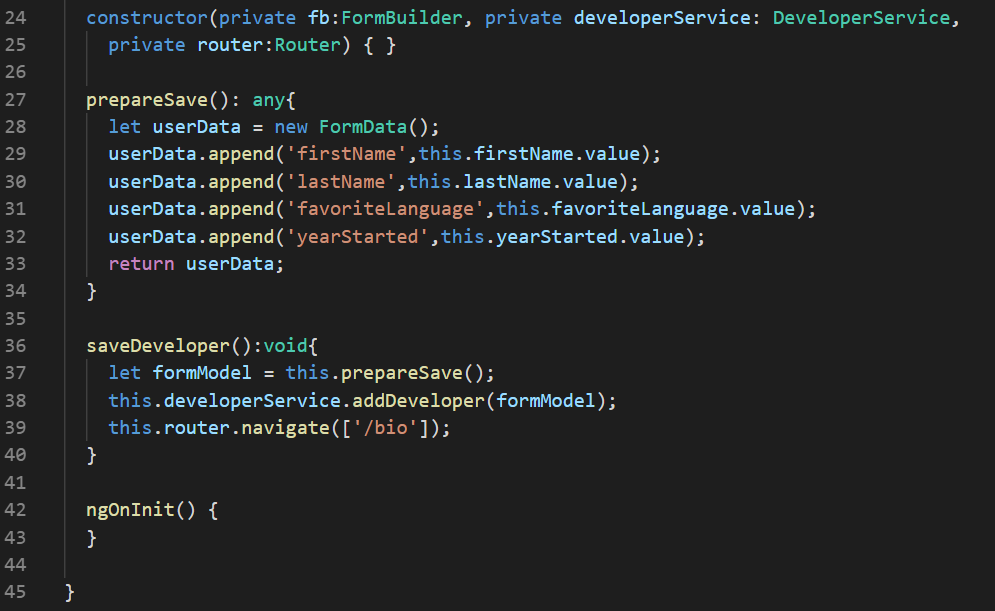 24 constructor(private fb:FormBuilder, private developerService: DeveloperService,
25 private router:Router) { }
26
27 prepareSave(): any{
28 let userData = new FormData();
29 userData.append('firstName',this.firstName.value);
30 userData.append('lastName',this.lastName.value);
31 userData.append('favoriteLanguage',this.favoriteLanguage.value);
32 userData.append('yearStarted',this.yearStarted.value);
33 return userData;
34 }
35
36 saveDeveloper():void{
37 let formModel = this.prepareSave();
38 this.developerService.addDeveloper(formModel);
39 this.router.navigate(['/bio']);
40 }
41
42 ngOnInit() {
43 }
44
45 }